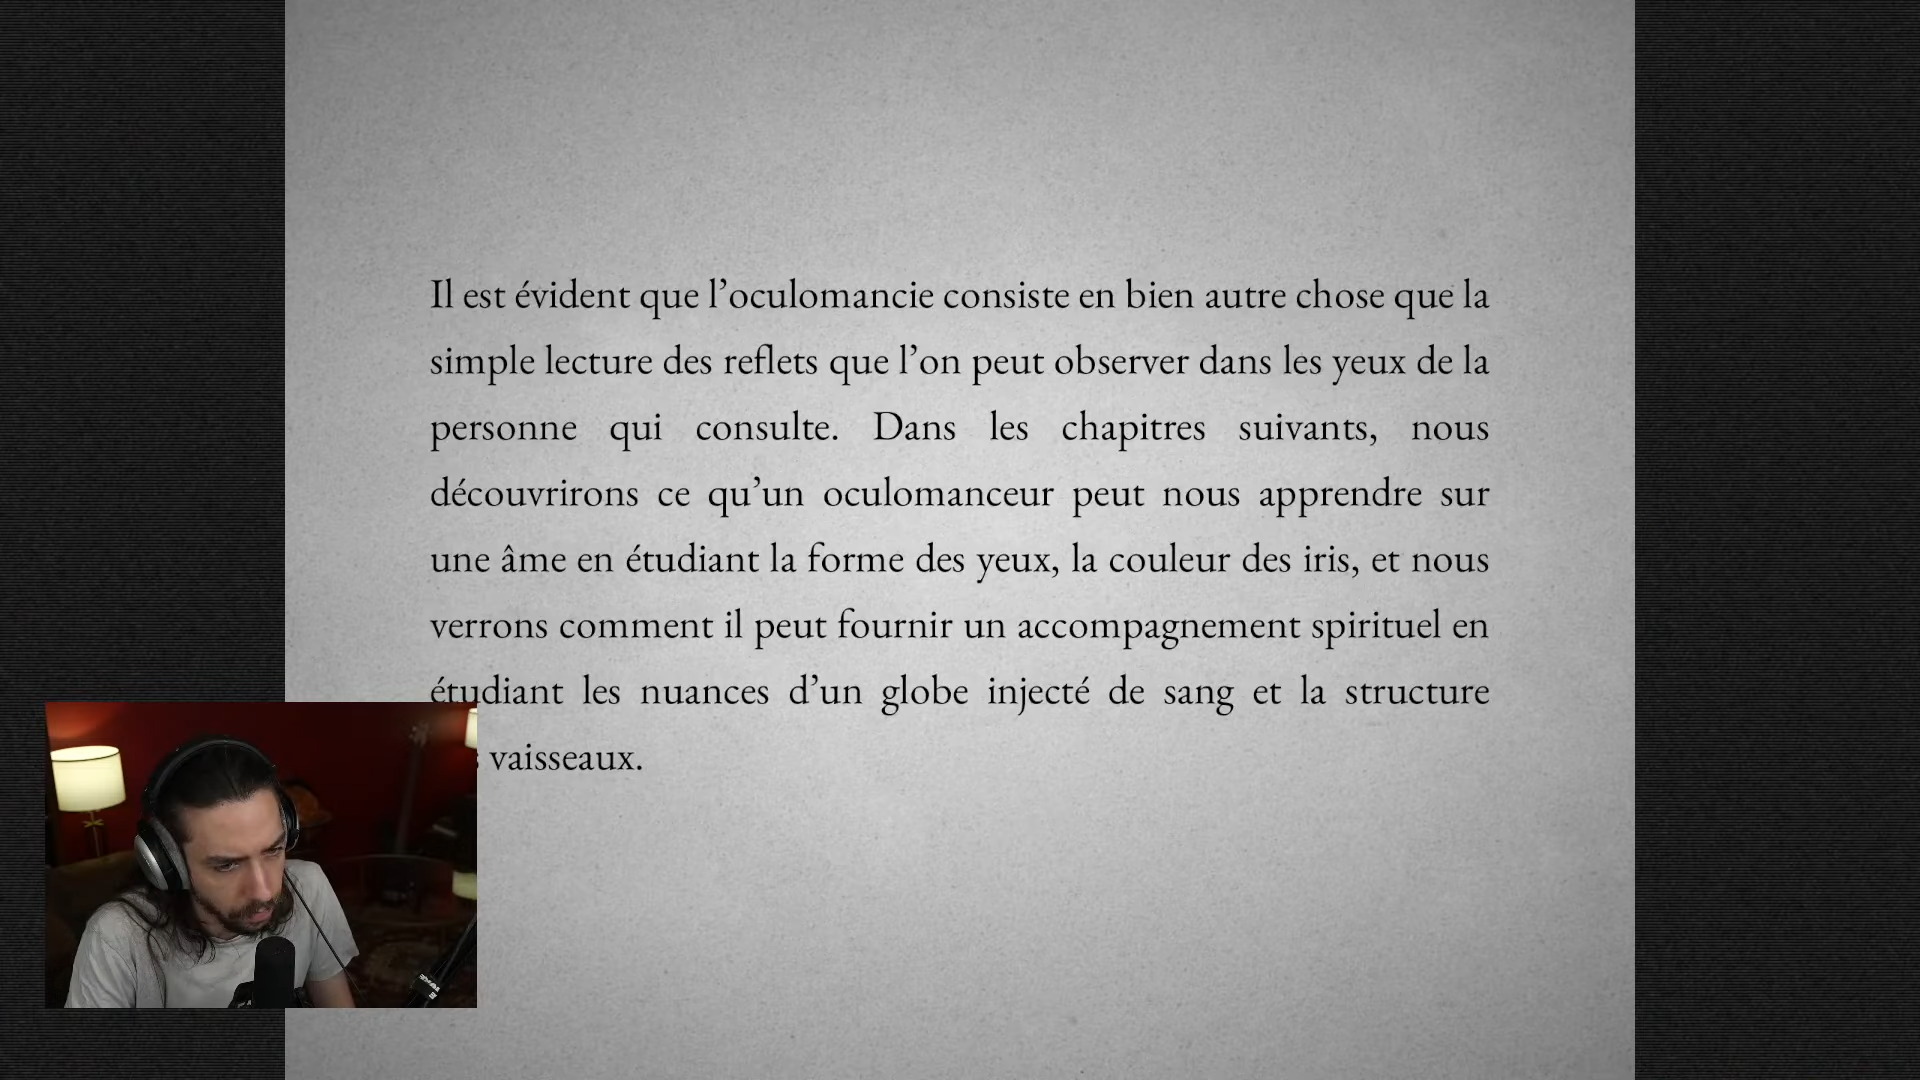 Il est évident que l’oculomancie consiste en bien autre chose que la
simple lecture des reflets que l’on peut observer dans les yeux de la
personne qui consulte. Dans les chapitres suivants, nous
découvrirons ce qu’un oculomanceur peut nous apprendre sur
une âme en étudiant la forme des yeux, la couleur des iris, et nous
verrons comment il peut fournir un accompagnement spirituel en
étudiant les nuances d’un globe injecté de sang et la structure
vaisseaux.